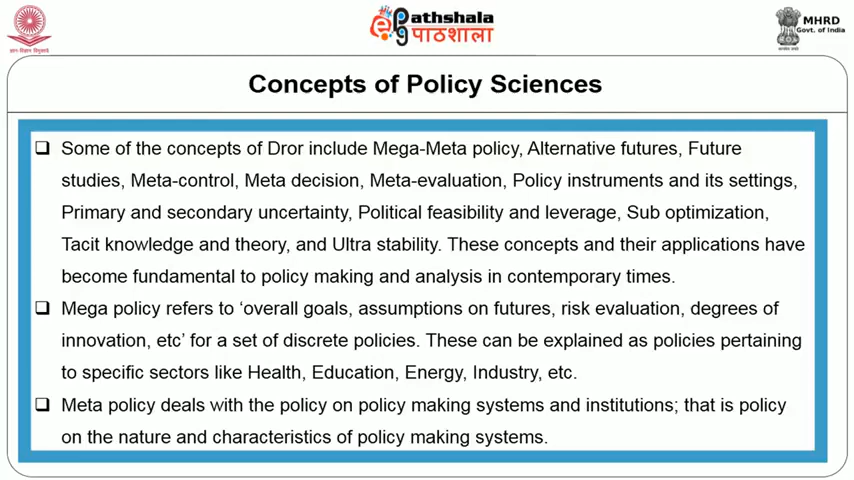 ePathshala
पाठशाला
MHRD
Govt. of India
Concepts of Policy Sciences
❑ Some of the concepts of Dror include Mega-Meta policy, Alternative futures, Future
studies, Meta-control, Meta decision, Meta-evaluation, Policy instruments and its settings,
Primary and secondary uncertainty, Political feasibility and leverage, Sub optimization,
Tacit knowledge and theory, and Ultra stability. These concepts and their applications have
become fundamental to policy making and analysis in contemporary times.
❑ Mega policy refers to ‘overall goals, assumptions on futures, risk evaluation, degrees of
innovation, etc’ for a set of discrete policies. These can be explained as policies pertaining
to specific sectors like Health, Education, Energy, Industry, etc.
❑ Meta policy deals with the policy on policy making systems and institutions; that is policy
on the nature and characteristics of policy making systems.